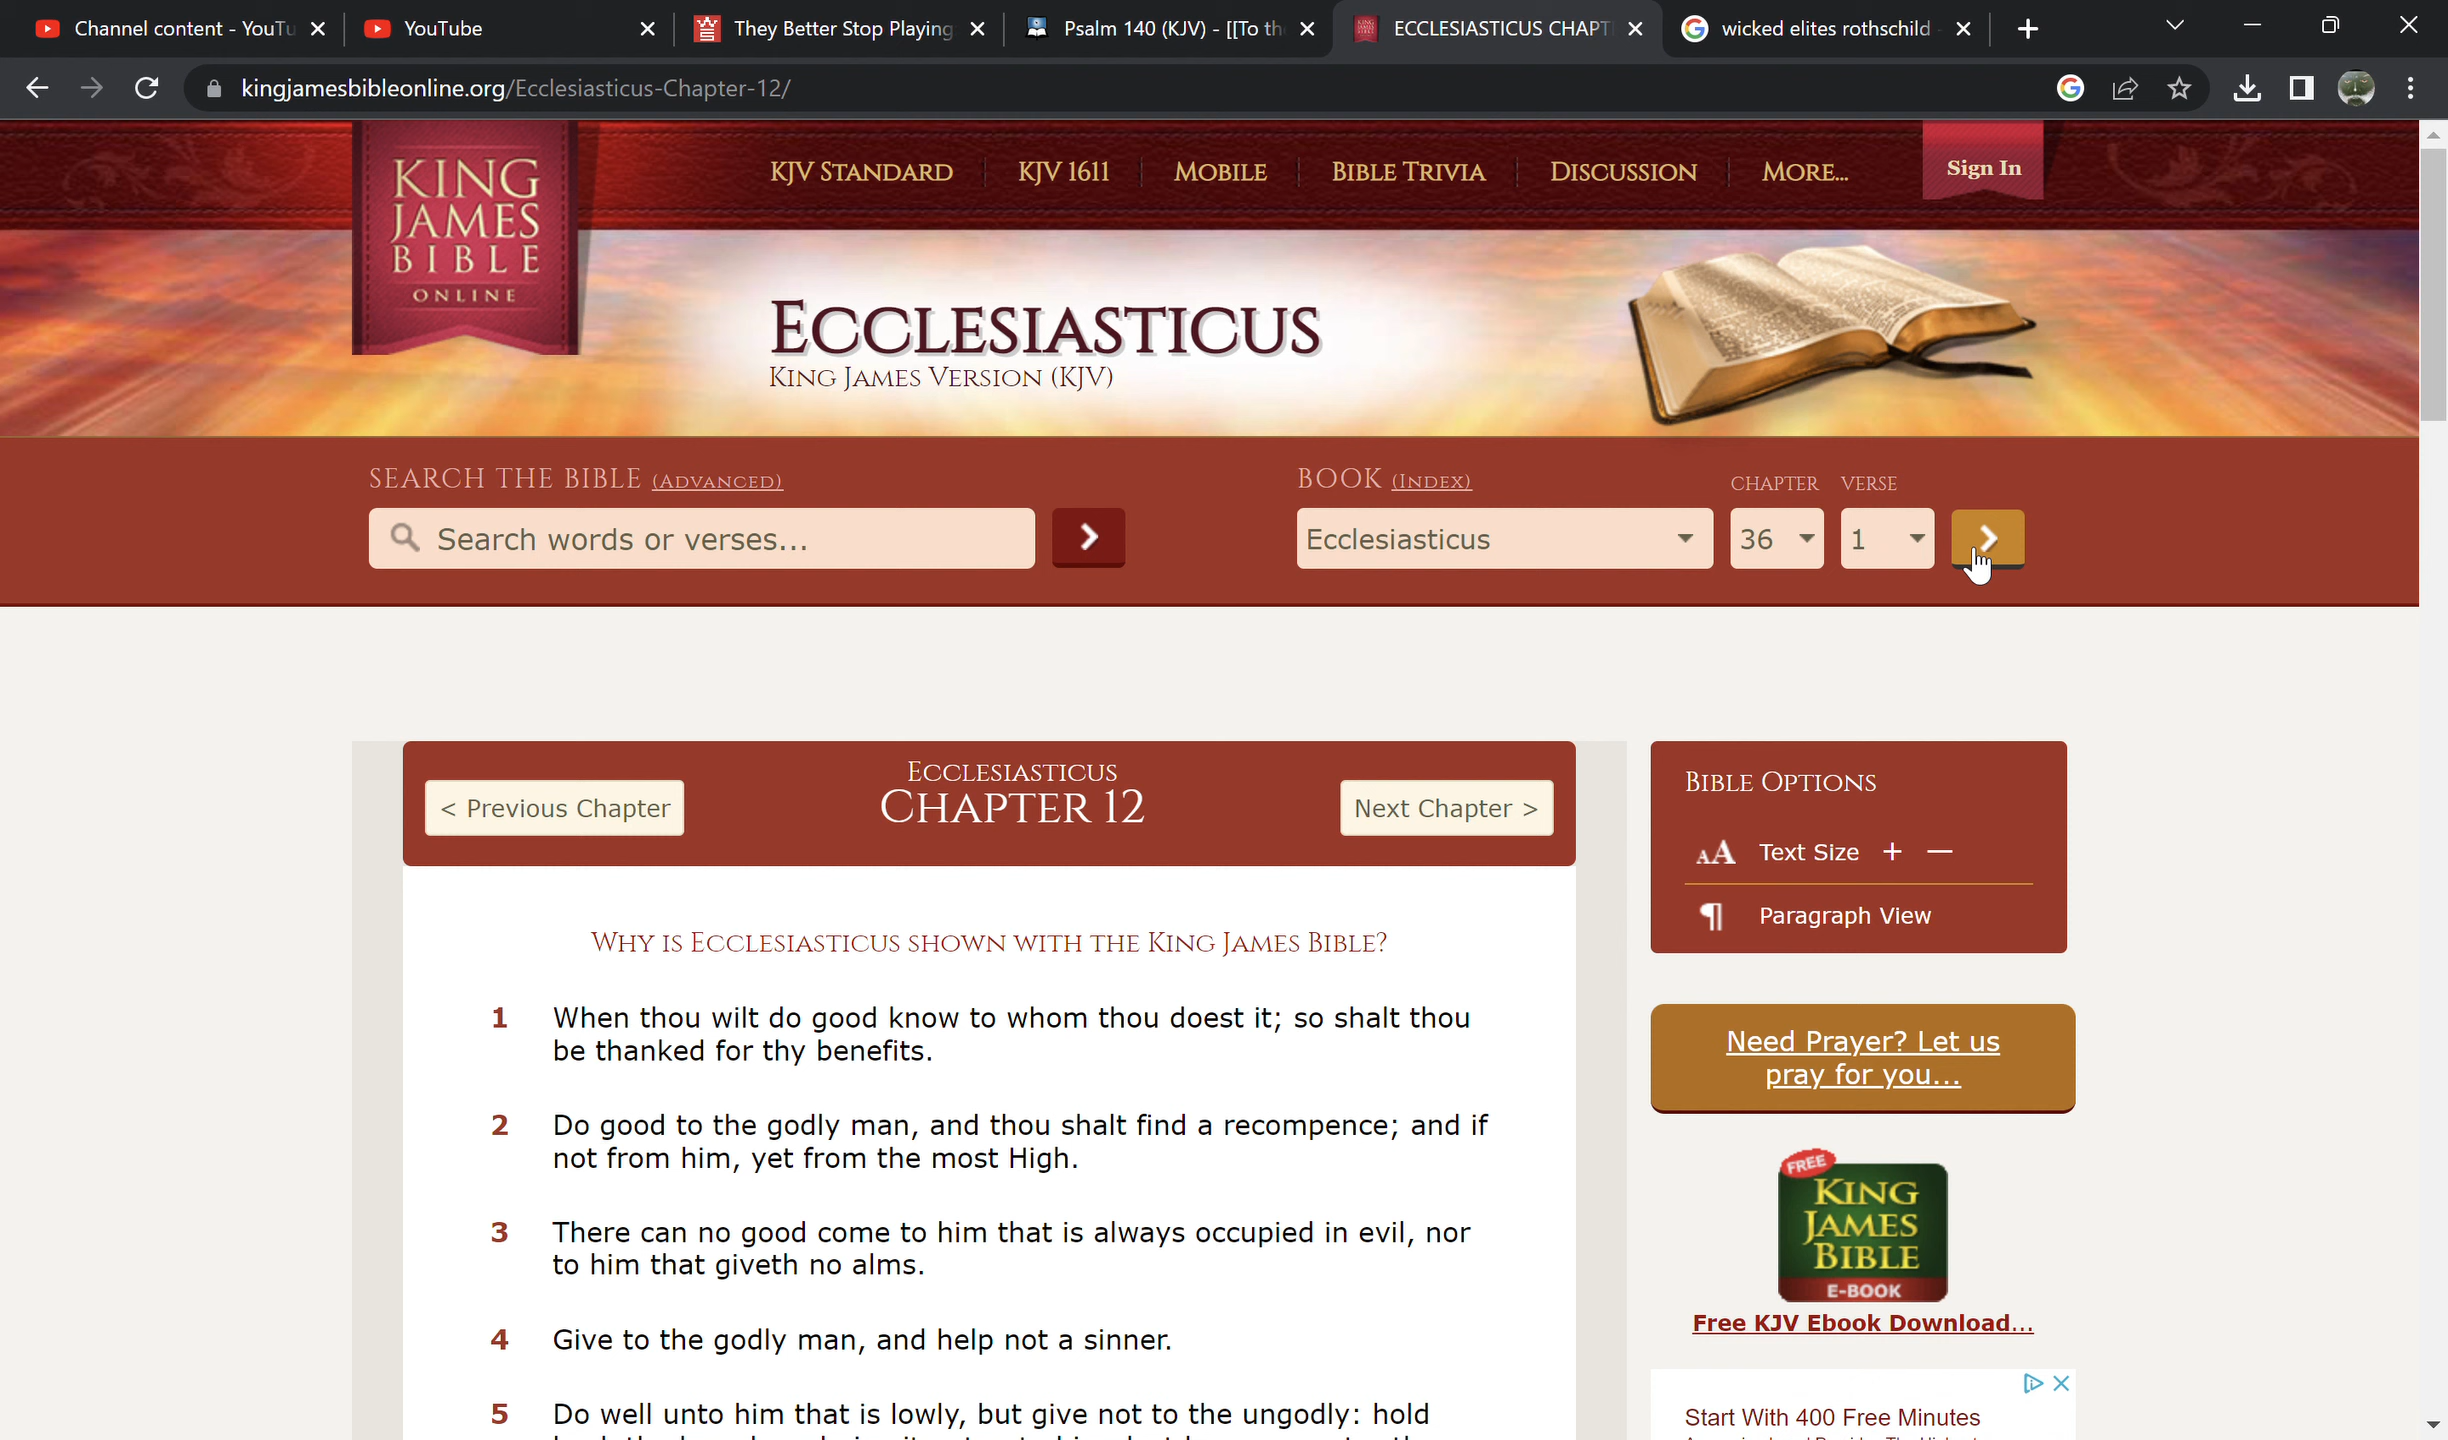 Channel content - YouTu
YouTube
They Better Stop Playing
Psalm 140 (KJV) - [[To th
ECCLESIASTICUS CHAPT
wicked elites rothschild -
kingjamesbibleonline.org/Ecclesiasticus-Chapter-12/
KING
JAMES
BIBLE
ONLINE
KJV STANDARD
KJV 1611
MOBILE
BIBLE TRIVIA
DISCUSSION
MORE...
Sign In
ECCLESIASTICUS
KING JAMES VERSION (KJV)
SEARCH THE BIBLE (ADVANCED)
Search words or verses...
BOOK (INDEX)
CHAPTER
VERSE
Ecclesiasticus
36
1
< Previous Chapter
ECCLESIASTICUS
CHAPTER 12
Next Chapter >
WHY IS ECCLESIASTICUS SHOWN WITH THE KING JAMES BIBLE?
1 When thou wilt do good know to whom thou doest it; so shalt thou
be thanked for thy benefits.
2 Do good to the godly man, and thou shalt find a recompence; and if
not from him, yet from the most High.
3 There can no good come to him that is always occupied in evil, nor
to him that giveth no alms.
4 Give to the godly man, and help not a sinner.
5 Do well unto him that is lowly, but give not to the ungodly: hold
BIBLE OPTIONS
AA Text Size + −
¶ Paragraph View
Need Prayer? Let us
pray for you...
FREE
KING
JAMES
BIBLE
E-BOOK
Free KJV Ebook Download...
Start With 400 Free Minutes